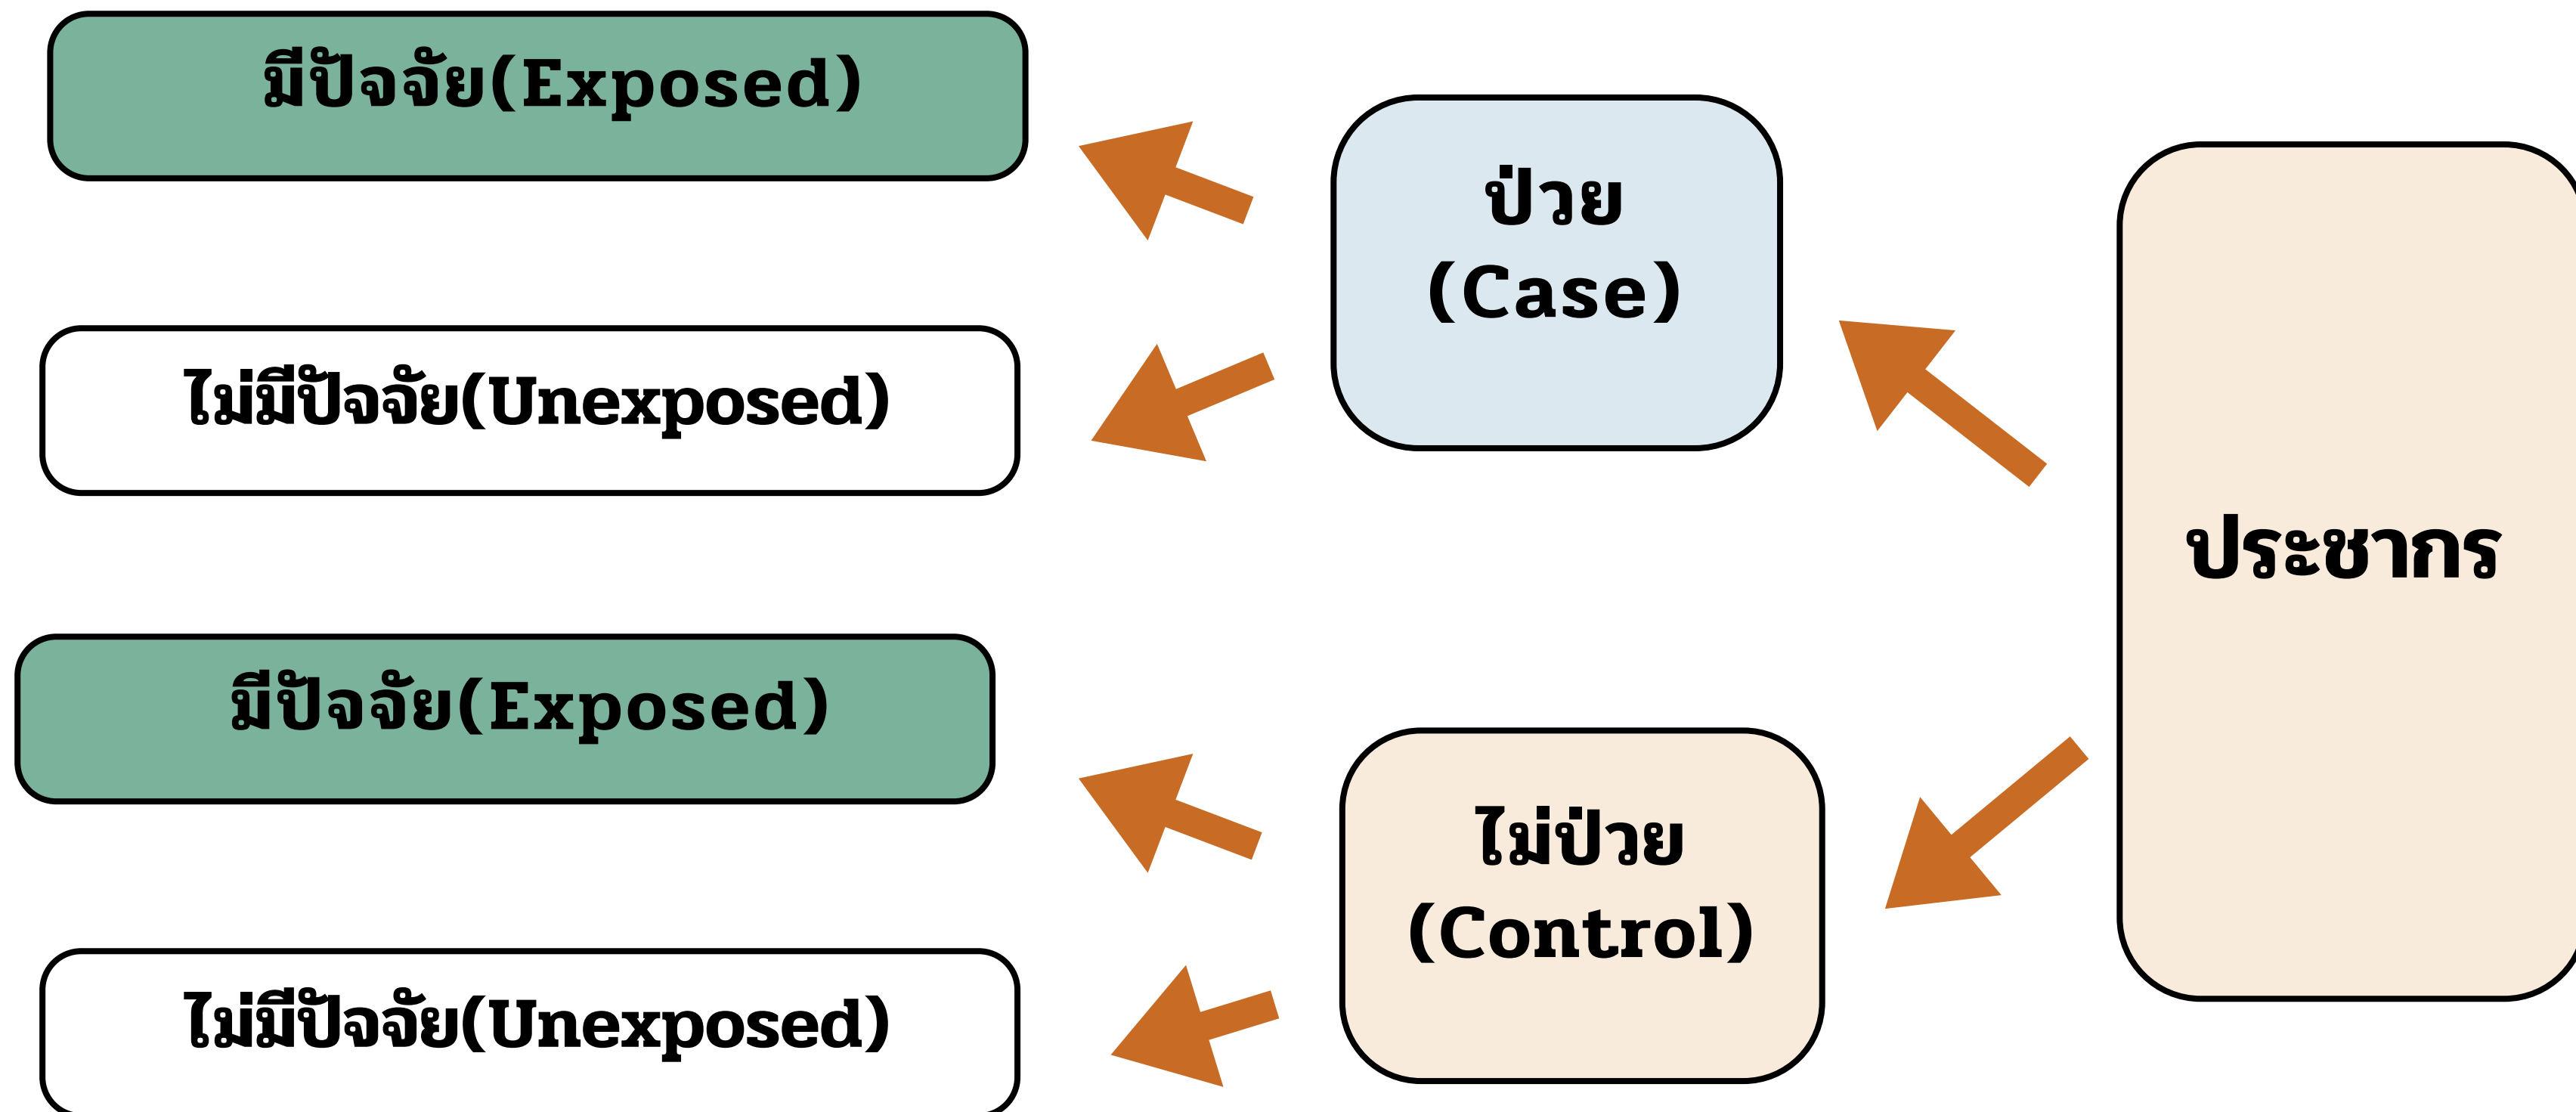 มีปัจจัย(Exposed)
ป่วย
(Case)
ไม่มีปัจจัย(Unexposed)
ประชากร
มีปัจจัย(Exposed)
ไม่ป่วย
(Control)
ไม่มีปัจจัย(Unexposed)